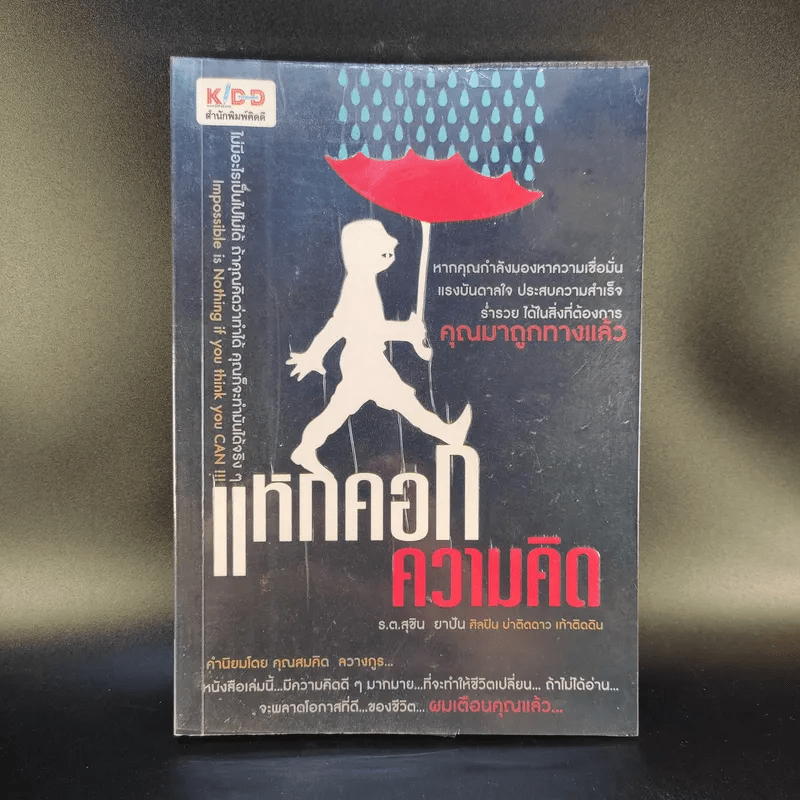 KIDD
สำนักพิมพ์คิดดี
ไม่มีอะไรเป็นไปไม่ได้ ถ้าคุณคิดว่าทำได้ คุณก็จะทำมันได้จริง ๆ
Impossible is Nothing if you think you CAN !!!
หากคุณกำลังมองหาความเชื่อมั่น
แรงบันดาลใจ ประสบความสำเร็จ
ร่ำรวย ได้ในสิ่งที่ต้องการ
คุณมาถูกทางแล้ว
แหกคอก
ความคิด
ร.ต.สุชิน ยาปัน ศิลปิน บ่าติดดาว เท้าติดดิน
คำนิยมโดย คุณสมคิด ลวางกูร...
หนังสือเล่มนี้...มีความคิดดี ๆ มากมาย...ที่จะทำให้ชีวิตเปลี่ยน... ถ้าไม่ได้อ่าน...
จะพลาดโอกาสที่ดี...ของชีวิต... ผมเตือนคุณแล้ว...